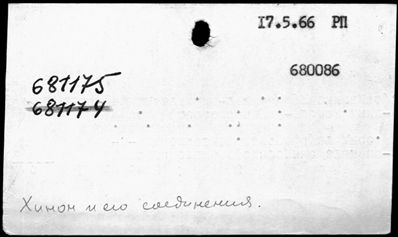 17.5.66 РП
680086
681175
681174
Хинон и его соединения.